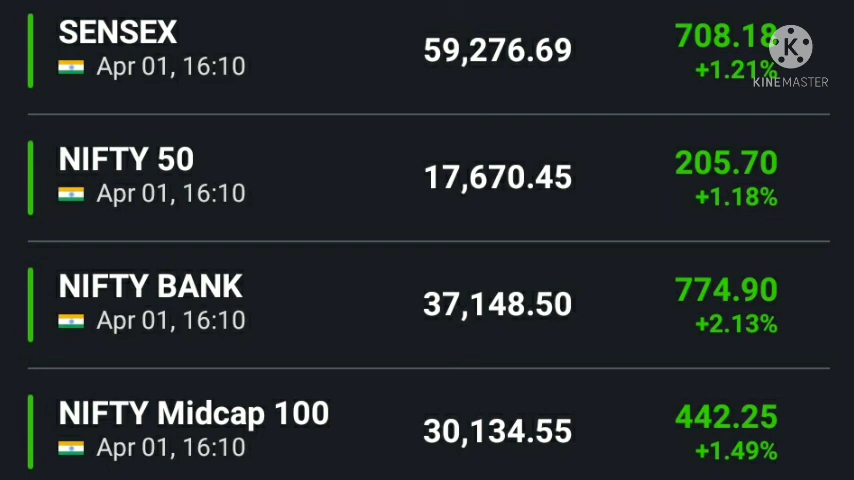 SENSEX
Apr 01, 16:10
59,276.69
708.18
+1.21%
K
KINEMASTER
NIFTY 50
Apr 01, 16:10
17,670.45
205.70
+1.18%
NIFTY BANK
Apr 01, 16:10
37,148.50
774.90
+2.13%
NIFTY Midcap 100
Apr 01, 16:10
30,134.55
442.25
+1.49%